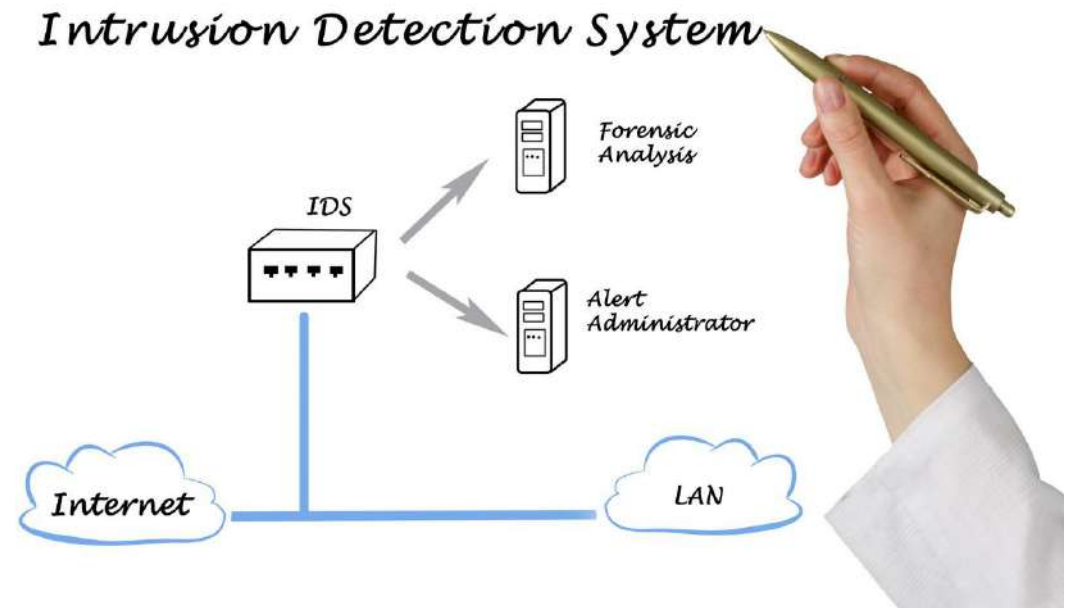 Intrusion Detection System
Forensic
Analysis
IDS
Alert
Administrator
Internet
LAN